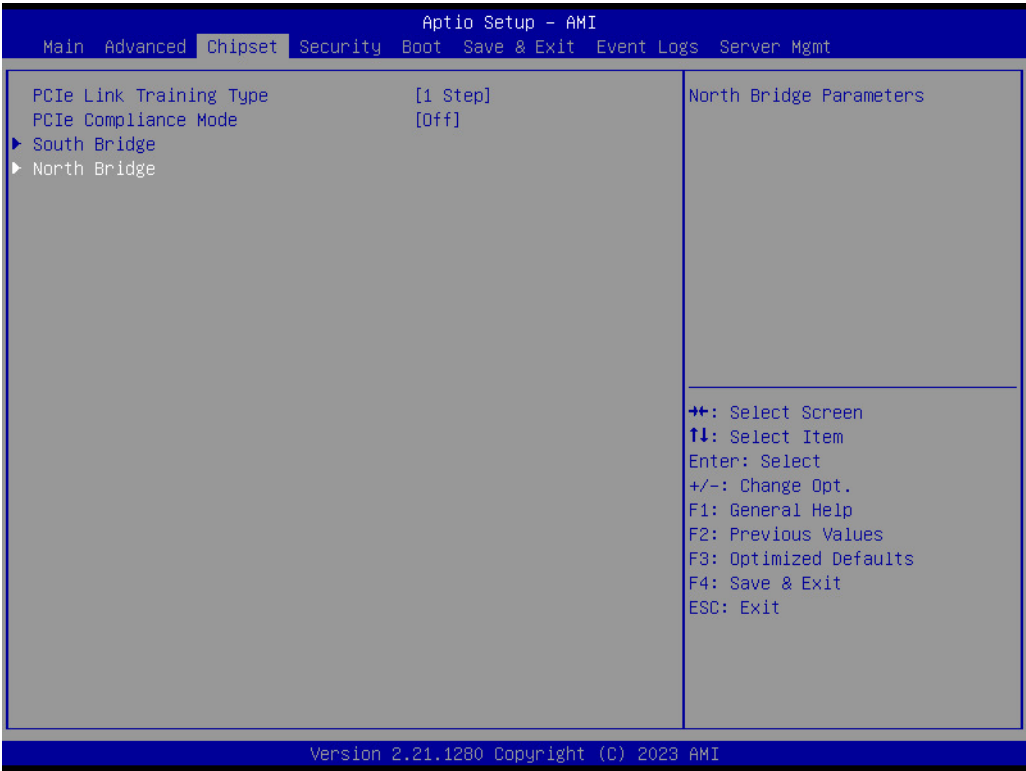 Aptio Setup - AMI
Main Advanced Chipset Security Boot Save & Exit Event Logs Server Mgmt
PCIe Link Training Type [1 Step]
PCIe Compliance Mode [Off]
South Bridge
North Bridge
North Bridge Parameters
→←: Select Screen
↑↓: Select Item
Enter: Select
+/-: Change Opt.
F1: General Help
F2: Previous Values
F3: Optimized Defaults
F4: Save & Exit
ESC: Exit
Version 2.21.1280 Copyright (C) 2023 AMI